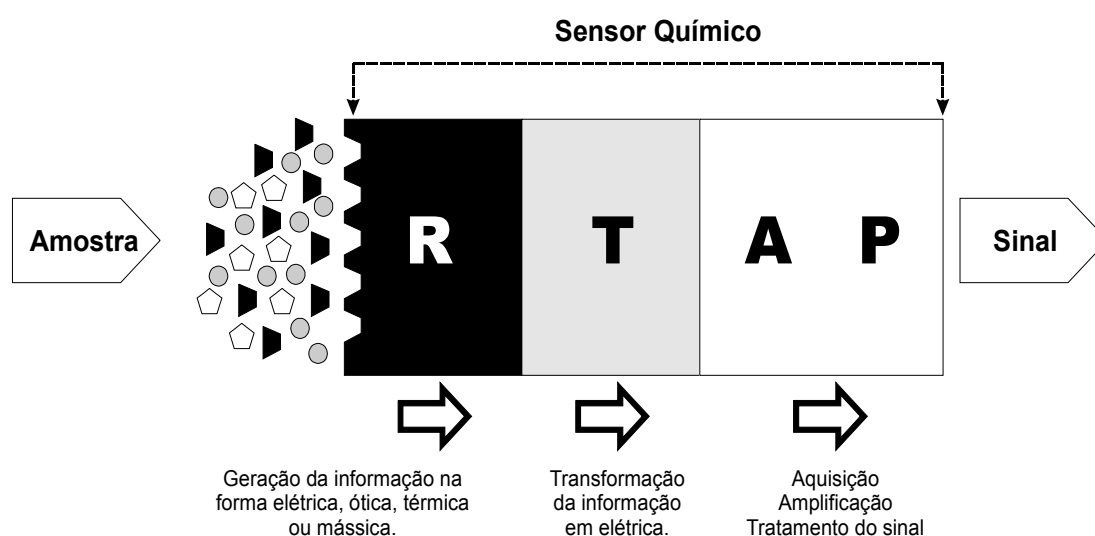 Sensor Químico
Amostra
R
T
A P
Sinal
Geração da informação na
forma elétrica, ótica, térmica
ou mássica.
Transformação
da informação
em elétrica.
Aquisição
Amplificação
Tratamento do sinal